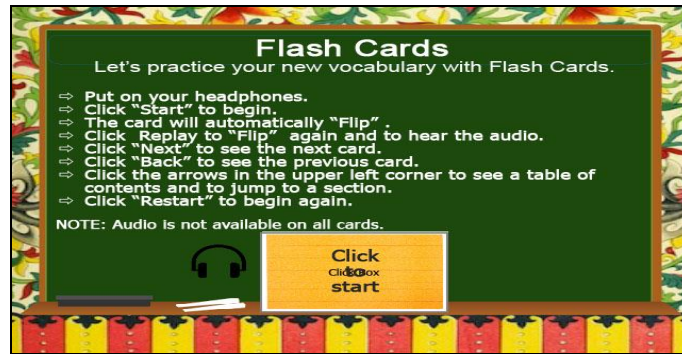 Flash Cards
Let's practice your new vocabulary with Flash Cards.
⇨ Put on your headphones.
⇨ Click “Start” to begin.
⇨ The card will automatically “Flip” .
⇨ Click Replay to “Flip” again and to hear the audio.
⇨ Click “Next” to see the next card.
⇨ Click “Back” to see the previous card.
⇨ Click the arrows in the upper left corner to see a table of
contents and to jump to a section.
⇨ Click “Restart” to begin again.
NOTE: Audio is not available on all cards.
Click
to
Click Box
start